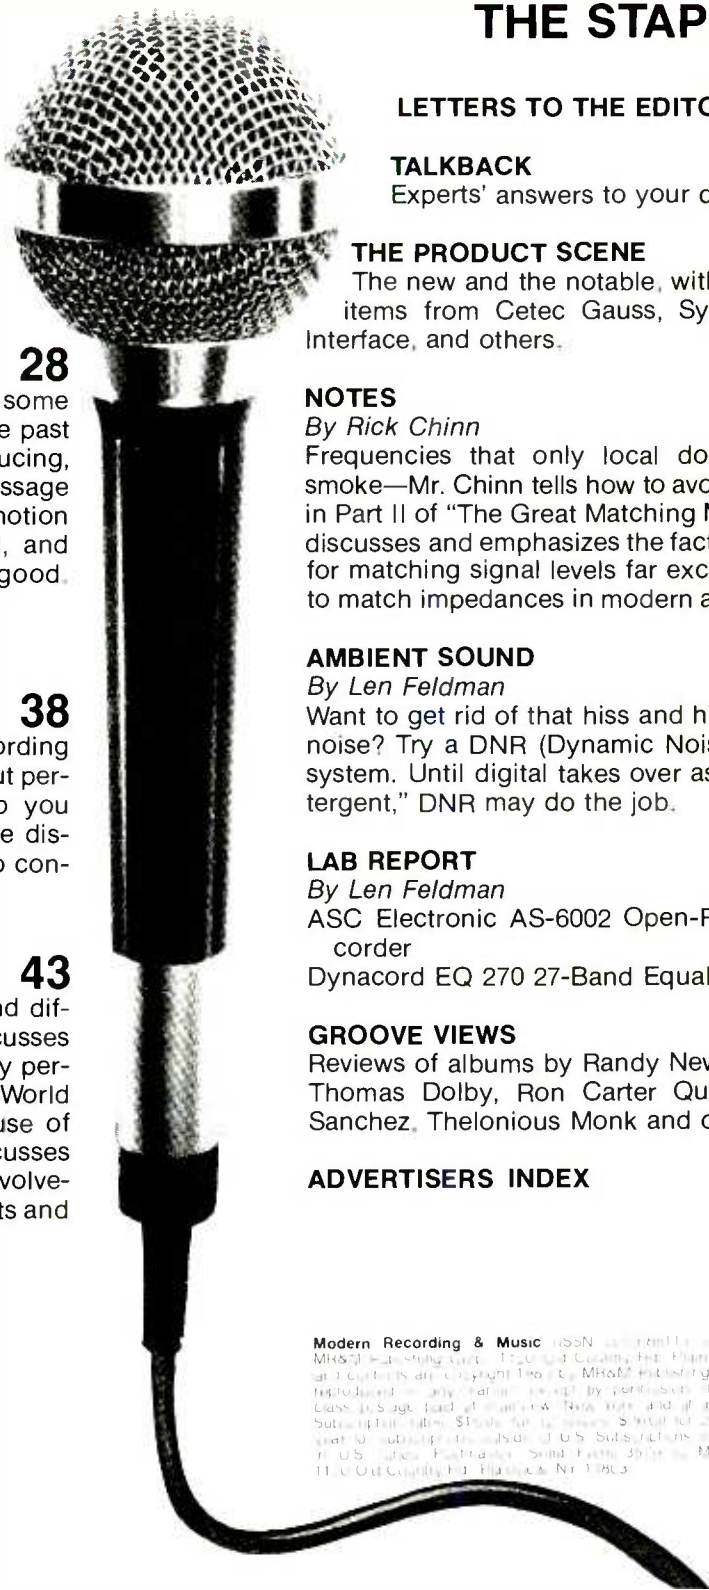 THE STAP
LETTERS TO THE EDITO
TALKBACK
Experts' answers to your
THE PRODUCT SCENE
The new and the notable, with
items from Cetec Gauss, Sy
Interface, and others.
28
some
e past
ucing,
ssage
notion
, and
good.
NOTES
By Rick Chinn
Frequencies that only local do
smoke—Mr. Chinn tells how to avo
in Part II of “The Great Matching
discusses and emphasizes the fact
for matching signal levels far exc
to match impedances in modern a
38
ording
ut per-
o you
e dis-
o con-
AMBIENT SOUND
By Len Feldman
Want to get rid of that hiss and h
noise? Try a DNR (Dynamic Nois
system. Until digital takes over as
tergent,” DNR may do the job.
LAB REPORT
By Len Feldman
ASC Electronic AS-6002 Open-R
corder
Dynacord EQ 270 27-Band Equal
43
nd dif-
cusses
y per-
World
use of
cusses
volve-
ts and
GROOVE VIEWS
Reviews of albums by Randy New
Thomas Dolby, Ron Carter Qu
Sanchez, Thelonious Monk and o
ADVERTISERS INDEX
Modern Recording & Music